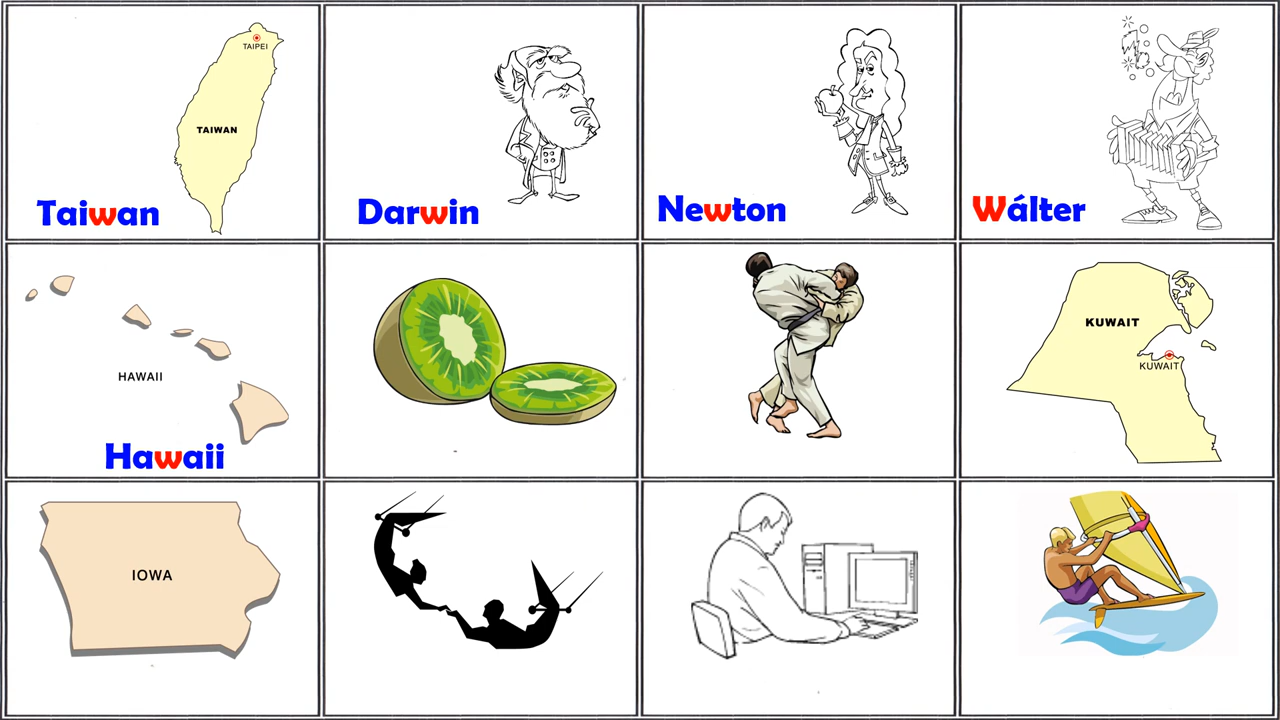 TAIPEI
TAIWAN
Taiwan
Darwin
Newton
Wálter
HAWAII
Hawaii
KUWAIT
KUWAIT
IOWA